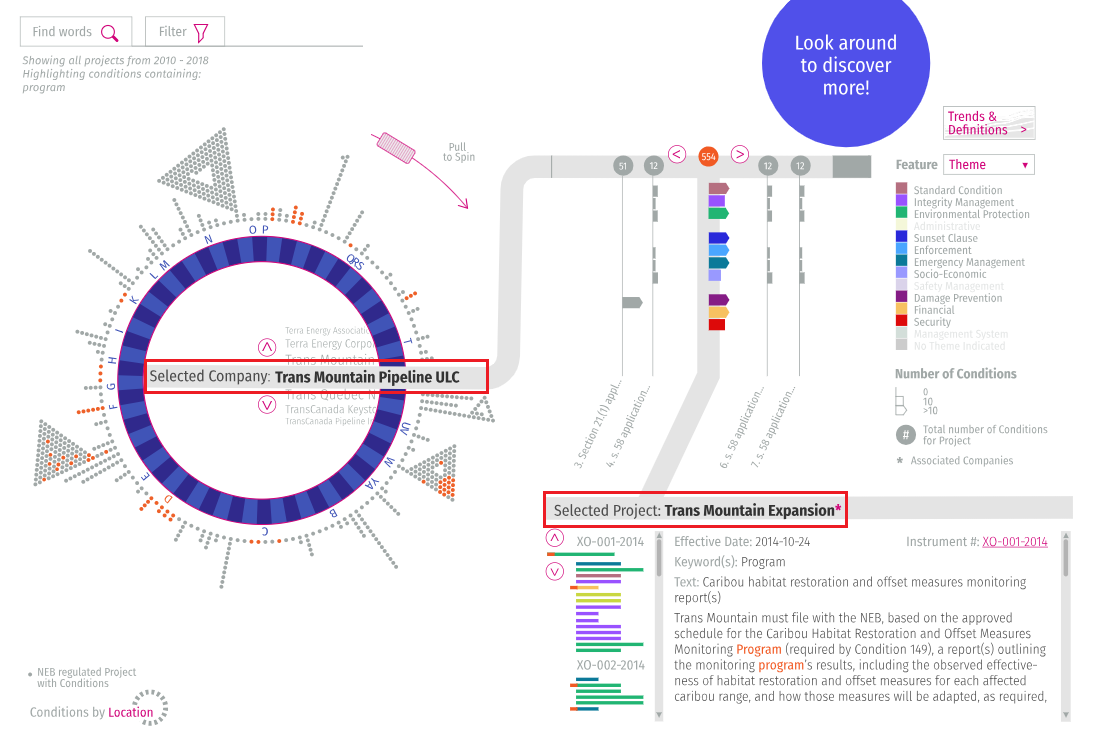 Find words
Filter
Showing all projects from 2010 - 2018
Highlighting conditions containing:
program
Look around
to discover
more!
Trends &
Definitions >
Pull
to Spin
51
12
<
554
>
12
12
Feature
Theme
Standard Condition
Integrity Management
Environmental Protection
Administrative
Sunset Clause
Enforcement
Emergency Management
Socio-Economic
Safety Management
Damage Prevention
Financial
Security
Management System
No Theme Indicated
Number of Conditions
0
10
>10
# Total number of Conditions
for Project
* Associated Companies
N
O P
QRS
M
L
K
I
H
G
F
E
D
C
B
YA
W
UV
T
Terra Energy Associati
Terra Energy Corpo
Trans Mountain
Selected Company: Trans Mountain Pipeline ULC
Trans Quebec N
TransCanada Keysto
TransCanada Pipeline
3. Section 21.(1) appl...
4. s. 58 application...
6. s. 58 application...
7. s. 58 application...
Selected Project: Trans Mountain Expansion*
XO-001-2014
XO-002-2014
Effective Date: 2014-10-24
Instrument #: XO-001-2014
Keyword(s): Program
Text: Caribou habitat restoration and offset measures monitoring
report(s)
Trans Mountain must file with the NEB, based on the approved
schedule for the Caribou Habitat Restoration and Offset Measures
Monitoring Program (required by Condition 149), a report(s) outlining
the monitoring program's results, including the observed effective-
ness of habitat restoration and offset measures for each affected
caribou range, and how those measures will be adapted, as required,
NEB regulated Project
with Conditions
Conditions by Location